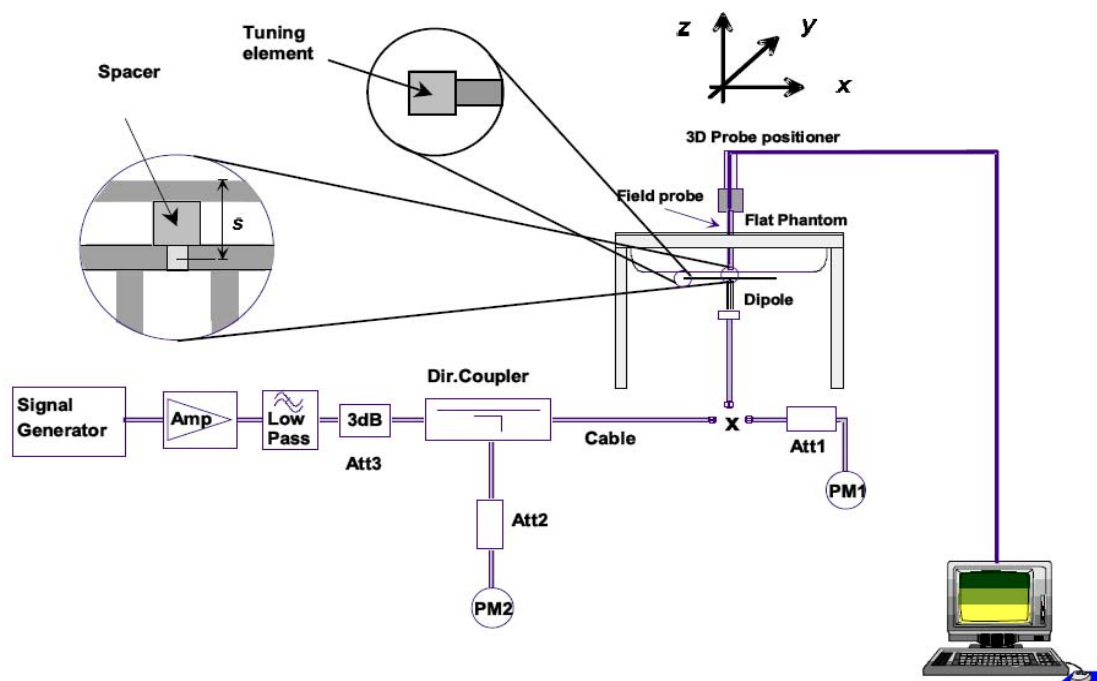 Tuning
element
Spacer
s
z
y
x
3D Probe positioner
Field probe
Flat Phantom
Dipole
Dir.Coupler
Signal
Generator
Amp
Low
Pass
3dB
Att3
Cable
x
Att1
PM1
Att2
PM2